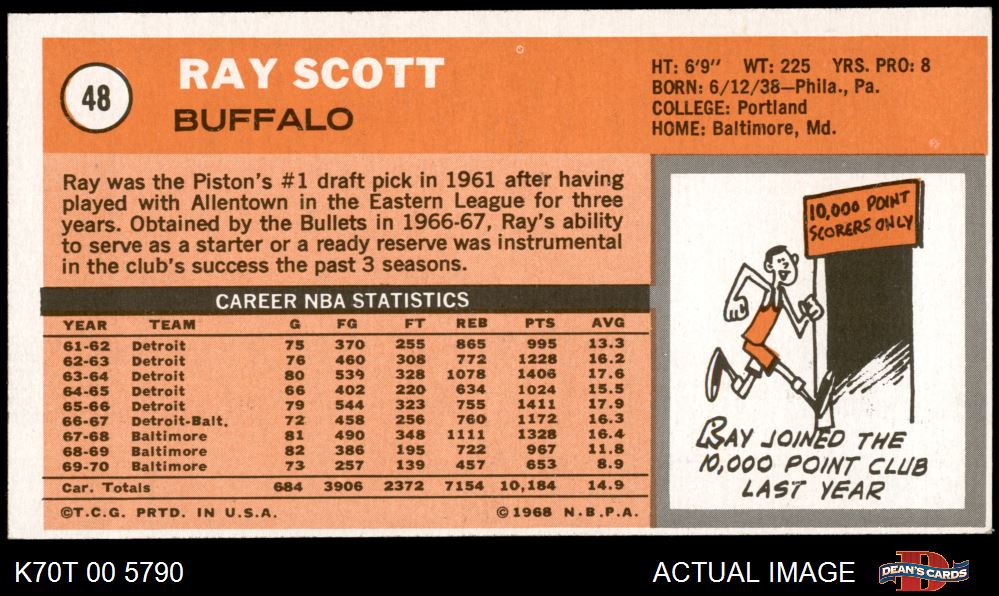 48
RAY SCOTT
BUFFALO
HT: 6'9" WT: 225 YRS. PRO: 8
BORN: 6/12/38—Phila., Pa.
COLLEGE: Portland
HOME: Baltimore, Md.
Ray was the Piston's #1 draft pick in 1961 after having
played with Allentown in the Eastern League for three
years. Obtained by the Bullets in 1966-67, Ray's ability
to serve as a starter or a ready reserve was instrumental
in the club's success the past 3 seasons.
CAREER NBA STATISTICS
YEAR TEAM G FG FT REB PTS AVG
61-62 Detroit 75 370 255 865 995 13.3
62-63 Detroit 76 460 308 772 1228 16.2
63-64 Detroit 80 539 328 1078 1406 17.6
64-65 Detroit 66 402 220 634 1024 15.5
65-66 Detroit 79 544 323 755 1411 17.9
66-67 Detroit-Balt. 72 458 256 760 1172 16.3
67-68 Baltimore 81 490 348 1111 1328 16.4
68-69 Baltimore 82 386 195 722 967 11.8
69-70 Baltimore 73 257 139 457 653 8.9
Car. Totals 684 3906 2372 7154 10,184 14.9
©T.C.G. PRTD. IN U.S.A. ©1968 N.B.P.A.
10,000 POINT
SCORERS ONLY
RAY JOINED THE
10,000 POINT CLUB
LAST YEAR
K70T 00 5790 ACTUAL IMAGE
D
DEAN'S CARDS